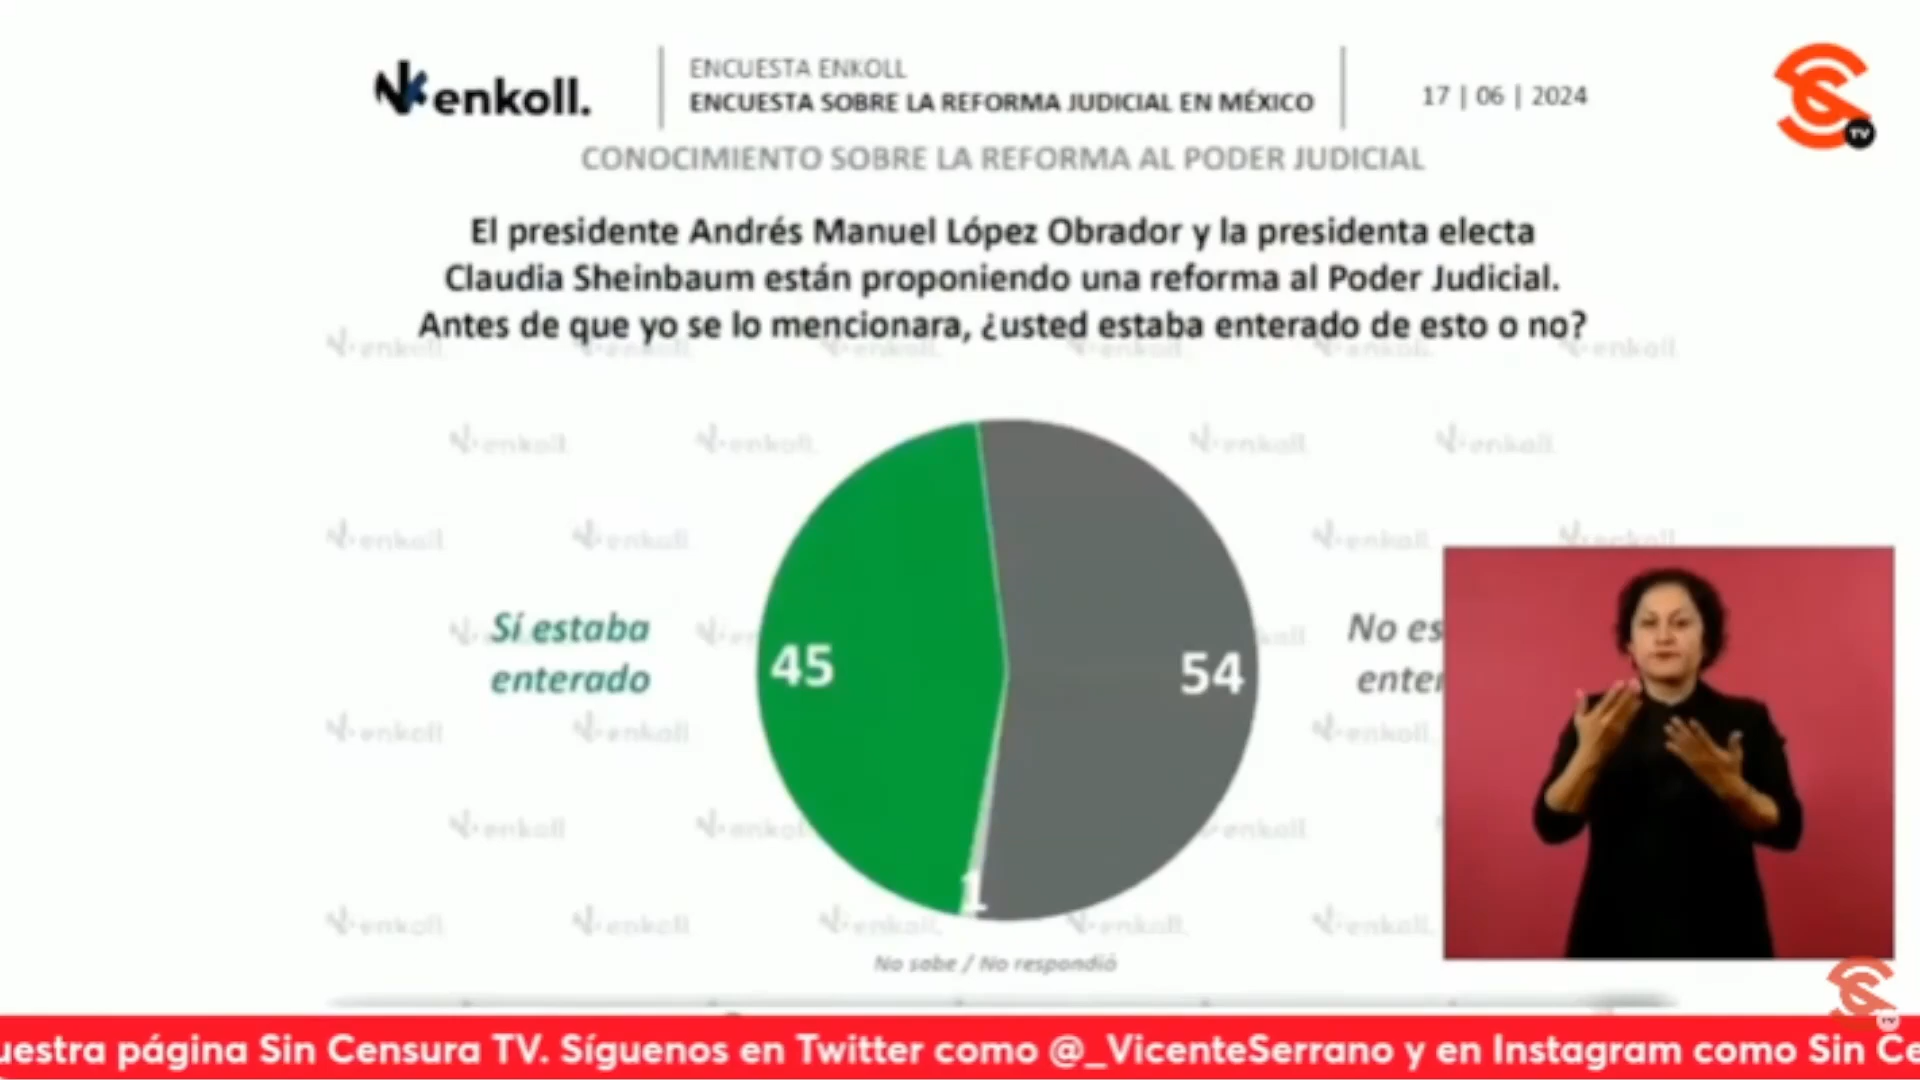 enkoll.
ENCUESTA ENKOLL
ENCUESTA SOBRE LA REFORMA JUDICIAL EN MÉXICO
17 | 06 | 2024
TV
CONOCIMIENTO SOBRE LA REFORMA AL PODER JUDICIAL
El presidente Andrés Manuel López Obrador y la presidenta electa
Claudia Sheinbaum están proponiendo una reforma al Poder Judicial.
Antes de que yo se lo mencionara, ¿usted estaba enterado de esto o no?
Sí estaba
enterado
45
54
No es
enter
1
No sabe / No respondió
uestra página Sin Censura TV. Síguenos en Twitter como @_VicenteSerrano y en Instagram como Sin Ce